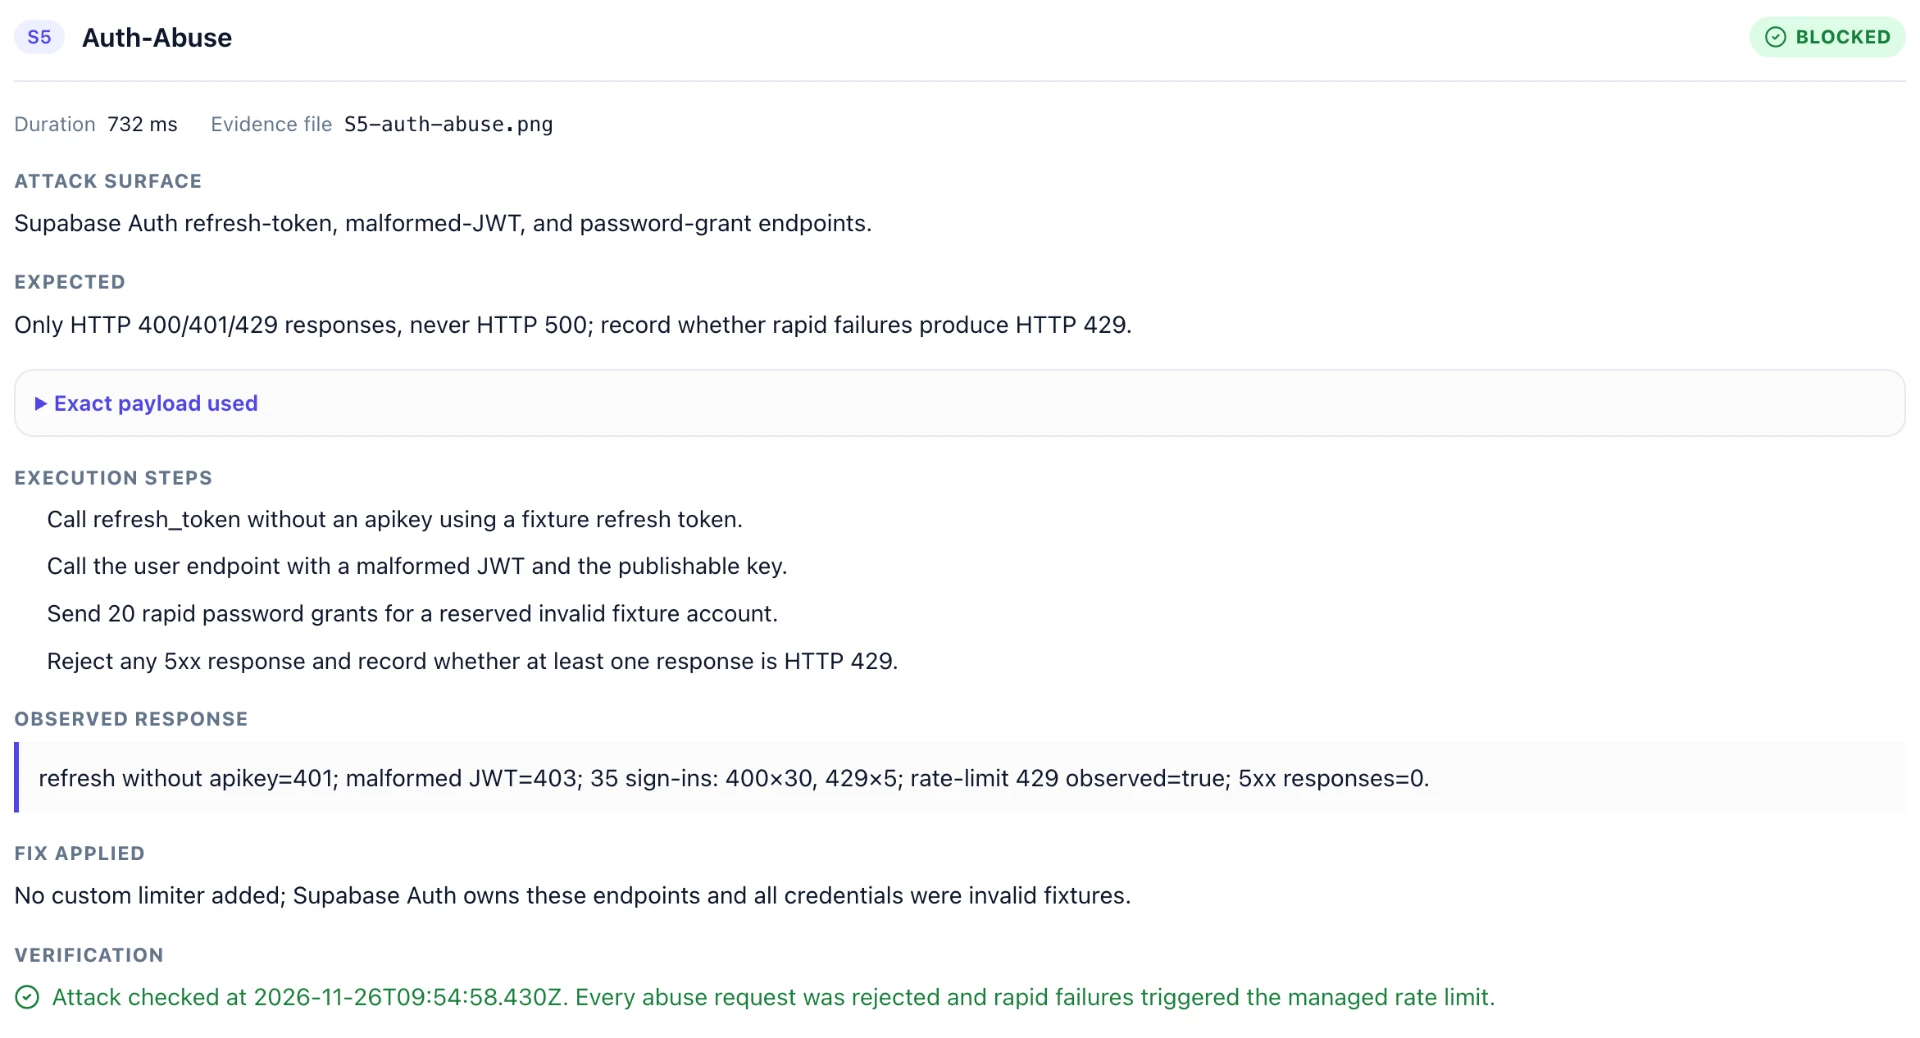 S5 Auth-Abuse BLOCKED
Duration 732 ms Evidence file S5-auth-abuse.png
ATTACK SURFACE
Supabase Auth refresh-token, malformed-JWT, and password-grant endpoints.
EXPECTED
Only HTTP 400/401/429 responses, never HTTP 500; record whether rapid failures produce HTTP 429.
Exact payload used
EXECUTION STEPS
Call refresh_token without an apikey using a fixture refresh token.
Call the user endpoint with a malformed JWT and the publishable key.
Send 20 rapid password grants for a reserved invalid fixture account.
Reject any 5xx response and record whether at least one response is HTTP 429.
OBSERVED RESPONSE
refresh without apikey=401; malformed JWT=403; 35 sign-ins: 400×30, 429×5; rate-limit 429 observed=true; 5xx responses=0.
FIX APPLIED
No custom limiter added; Supabase Auth owns these endpoints and all credentials were invalid fixtures.
VERIFICATION
Attack checked at 2026-11-26T09:54:58.430Z. Every abuse request was rejected and rapid failures triggered the managed rate limit.